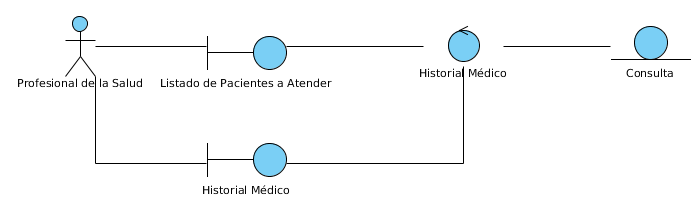 Profesional de la Salud
Listado de Pacientes a Atender
Historial Médico
Consulta
Historial Médico